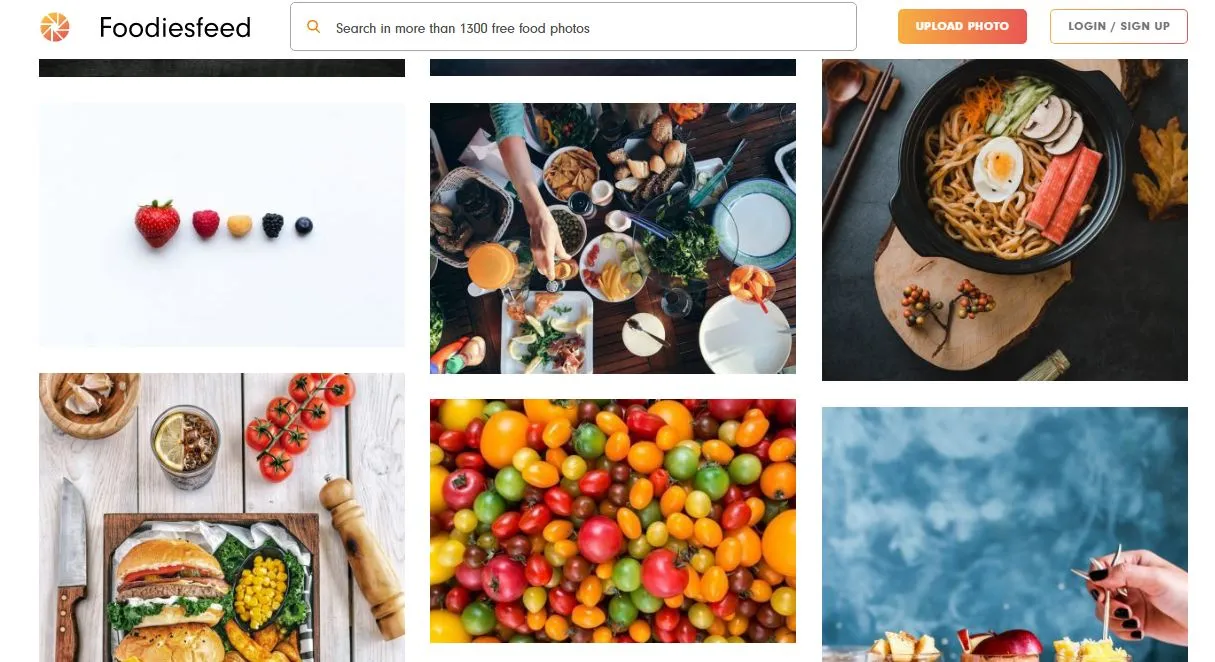 Foodiesfeed
Search in more than 1300 free food photos
UPLOAD PHOTO
LOGIN / SIGN UP